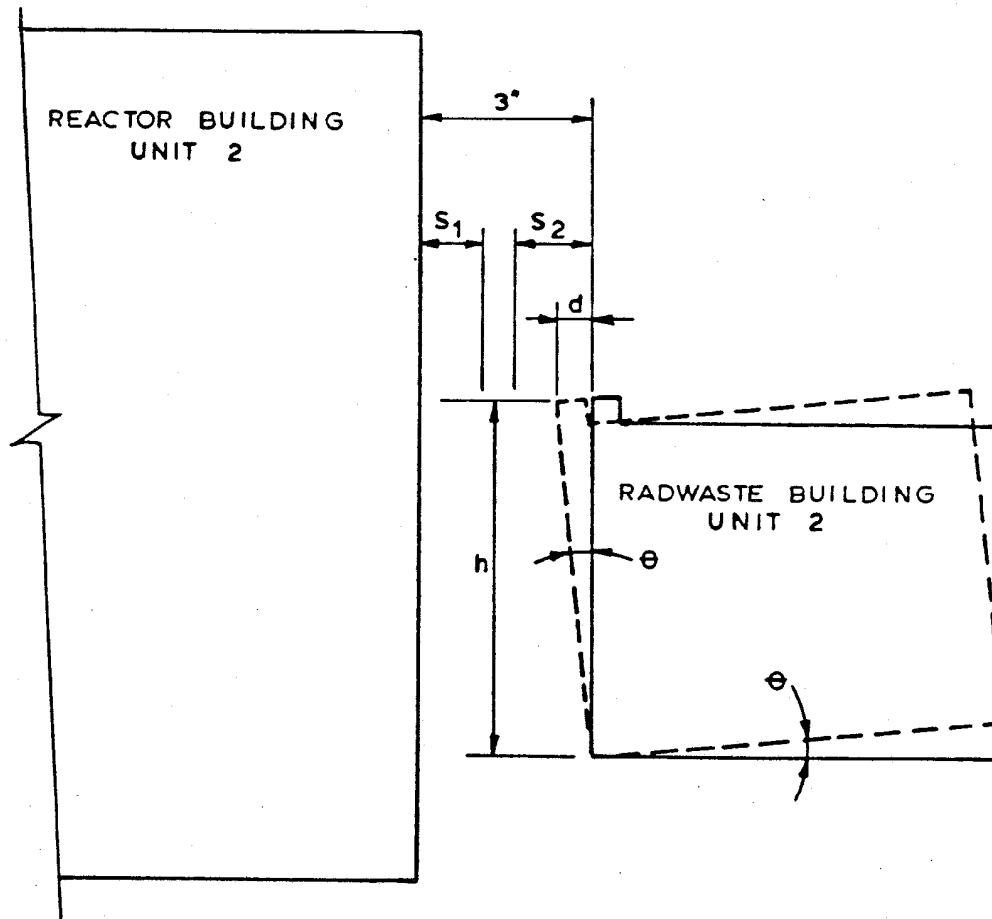 REACTOR BUILDING
UNIT 2
3"
S1
S2
d
h
θ
RADWASTE BUILDING
UNIT 2
θ